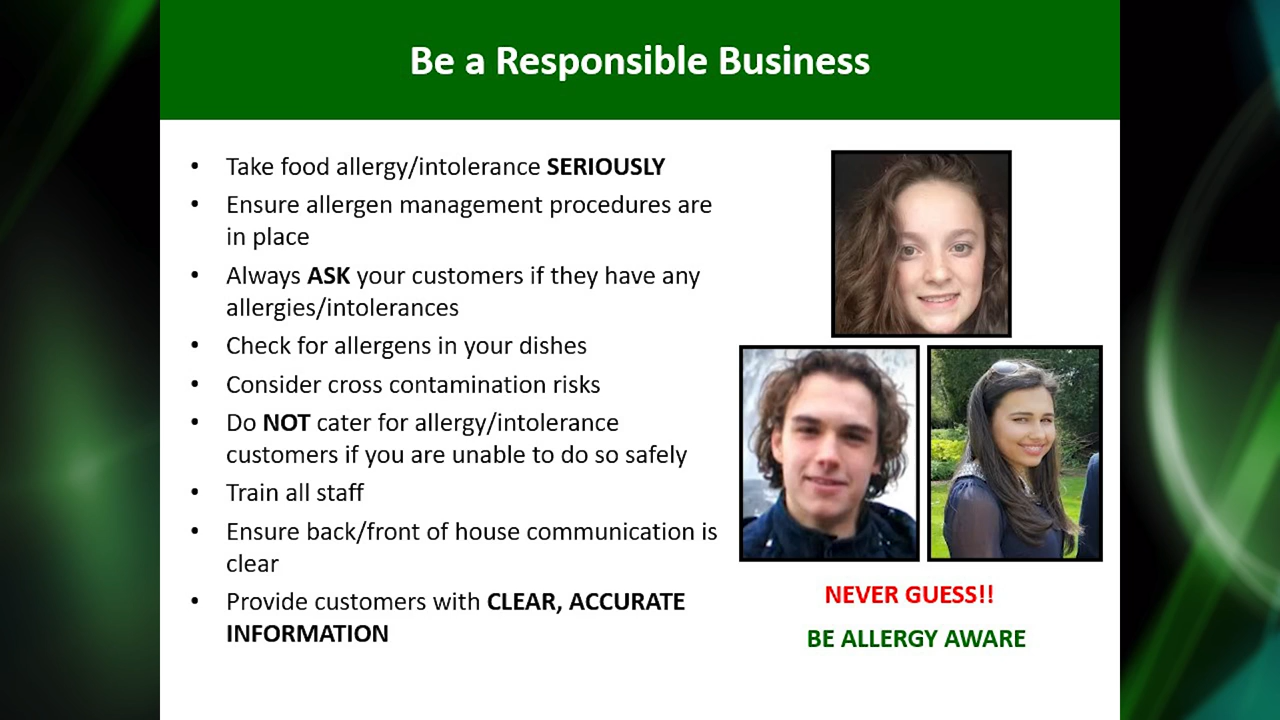 Be a Responsible Business
• Take food allergy/intolerance SERIOUSLY
• Ensure allergen management procedures are
in place
• Always ASK your customers if they have any
allergies/intolerances
• Check for allergens in your dishes
• Consider cross contamination risks
• Do NOT cater for allergy/intolerance
customers if you are unable to do so safely
• Train all staff
• Ensure back/front of house communication is
clear
• Provide customers with CLEAR, ACCURATE
INFORMATION
NEVER GUESS!!
BE ALLERGY AWARE